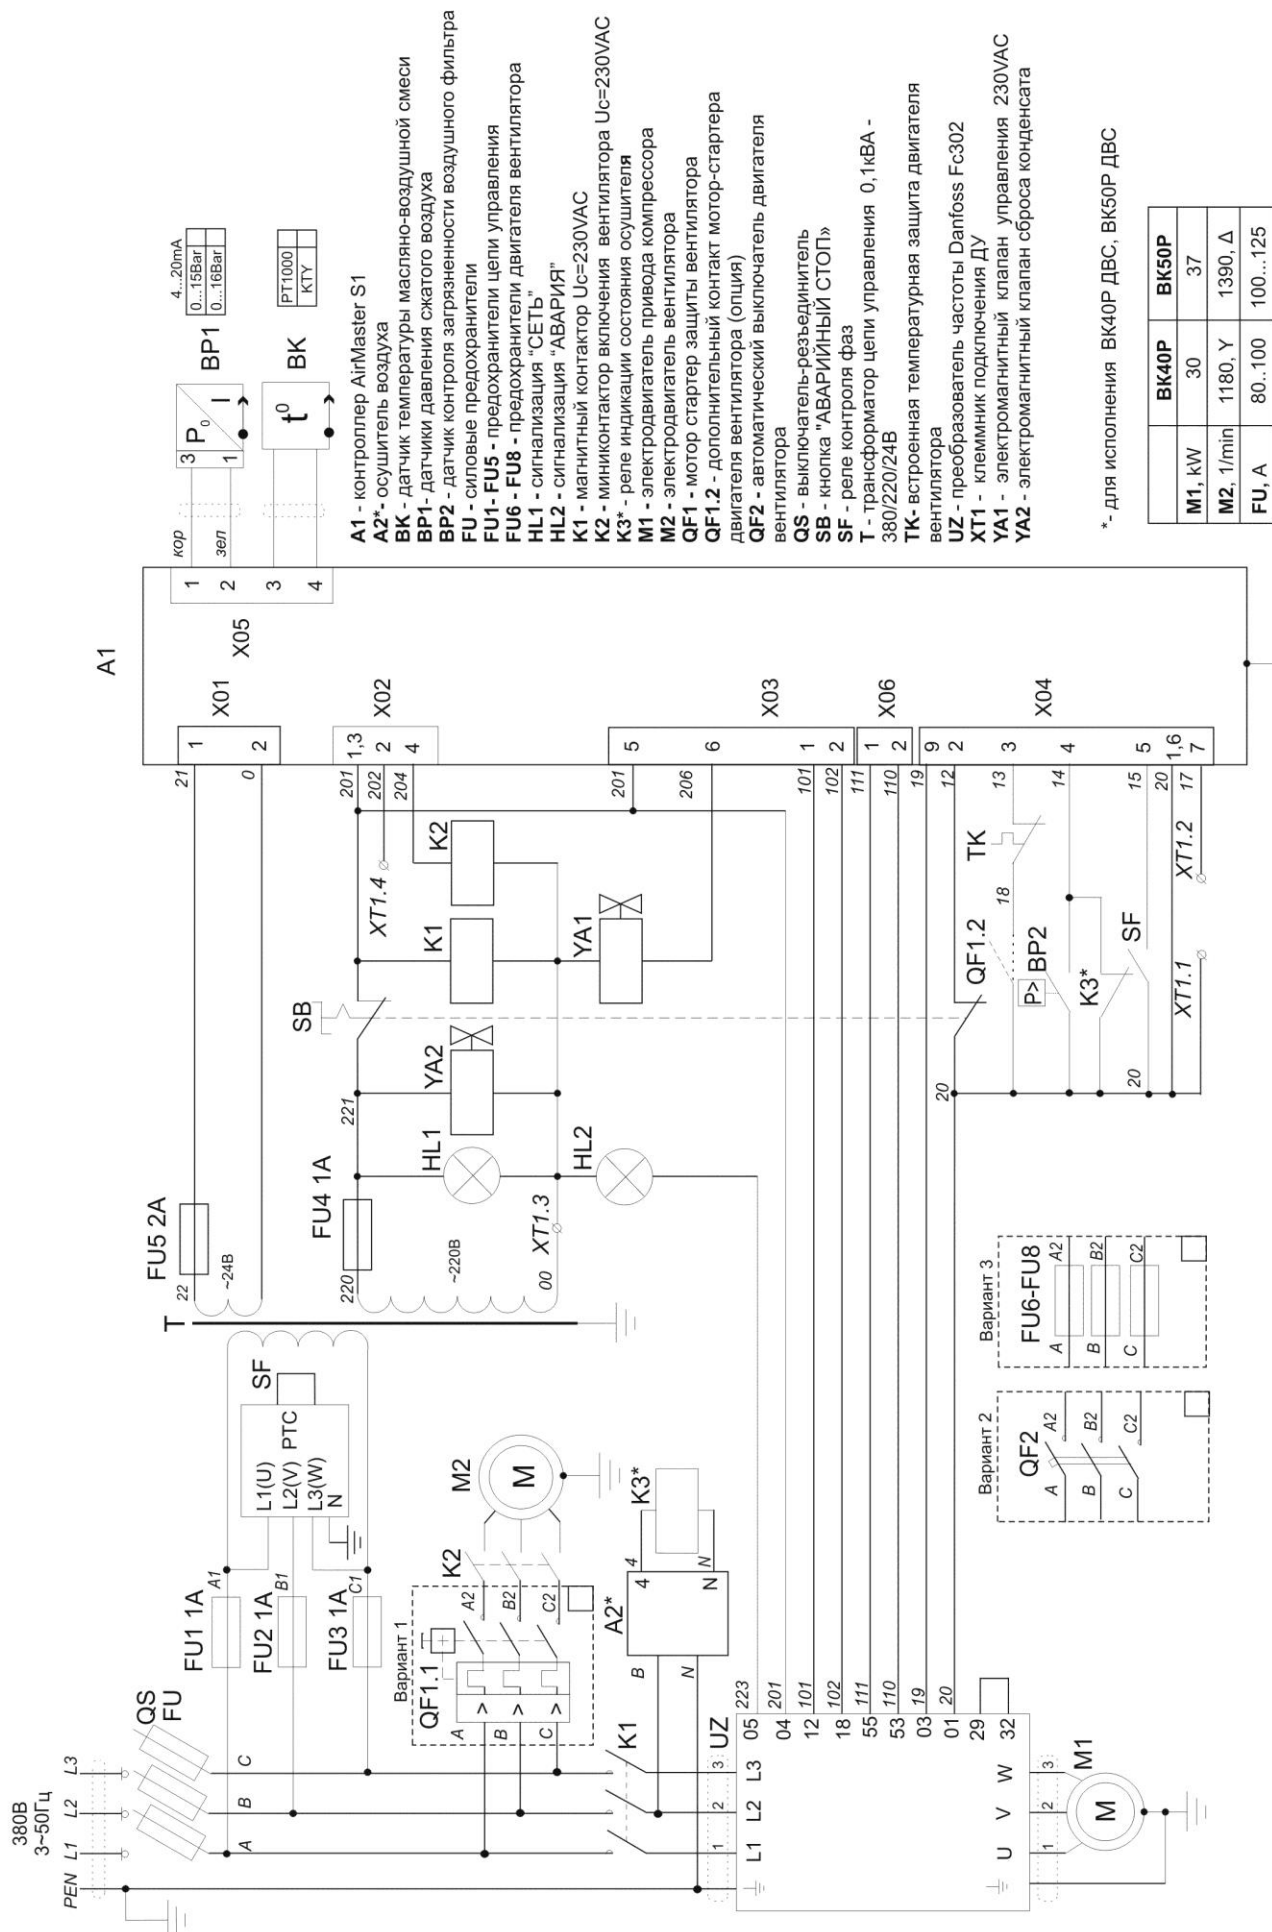 380В
3~50Гц
PEN
L1
L2
L3
QS
FU
A
B
C
FU1 1A
FU2 1A
FU3 1A
A1
B1
C1
SF
L1(U)
L2(V) PTC
L3(W)
N
T
22
FU5 2A
~24В
21
0
220
FU4 1A
~220В
00
XT1.3
HL1
HL2
221
YA2
SB
K1
K2
YA1
XT1.4
201
202
204
201
206
101
102
111
110
19
12
13
14
15
20
17
A1
X01
1
2
X02
1,3
2
4
X03
5
6
1
2
X06
1
2
X04
9
2
3
4
5
1,6
7
X05
1
2
3
4
кор
зел
3
1
P0
I
BP1
4...20mA
0...15Bar
0...16Bar
t0
BK
PT1000
KTY
Вариант 1
QF1.1
A
B
C
A2
B2
C2
K2
M2
M
K1
A2*
B
N
4
N
4
N
K3*
UZ
1
2
3
L1
L2
L3
223
201
101
102
111
110
19
20
05
04
12
18
55
53
03
01
29
32
U
V
W
1
2
3
M1
M
20
QF1.2
18
TK
P>
BP2
K3*
SF
20
XT1.1
XT1.2
Вариант 2
QF2
A
B
C
A2
B2
C2
Вариант 3
FU6-FU8
A
B
C
A2
B2
C2
A1 - контроллер AirMaster S1
A2*- осушитель воздуха
BK - датчик температуры масляно-воздушной смеси
BP1- датчики давления сжатого воздуха
BP2 - датчик контроля загрязненности воздушного фильтра
FU - силовые предохранители
FU1- FU5 - предохранители цепи управления
FU6 - FU8 - предохранители двигателя вентилятора
HL1 - сигнализация "СЕТЬ"
HL2 - сигнализация "АВАРИЯ"
K1 - магнитный контактор Uc=230VAC
K2 - миниконтактор включения вентилятора Uc=230VAC
K3* - реле индикации состояния осушителя
M1 - электродвигатель привода компрессора
M2 - электродвигатель вентилятора
QF1 - мотор стартер защиты вентилятора
QF1.2 - дополнительный контакт мотор-стартера
двигателя вентилятора (опция)
QF2 - автоматический выключатель двигателя
вентилятора
QS - выключатель-резъединитель
SB - кнопка "АВАРИЙНЫЙ СТОП»
SF - реле контроля фаз
T - трансформатор цепи управления 0,1кВА -
380/220/24В
TK- встроенная температурная защита двигателя
вентилятора
UZ - преобразователь частоты Danfoss Fc302
XT1 - клеммник подключения Ду
YA1 - электромагнитный клапан управления 230VAC
YA2 - электромагнитный клапан сброса конденсата
*- для исполнения ВК40Р ДВС, ВК50Р ДВС
ВК40Р ВК50Р
M1, kW 30 37
M2, 1/min 1180, Y 1390, Δ
FU, A 80..100 100...125